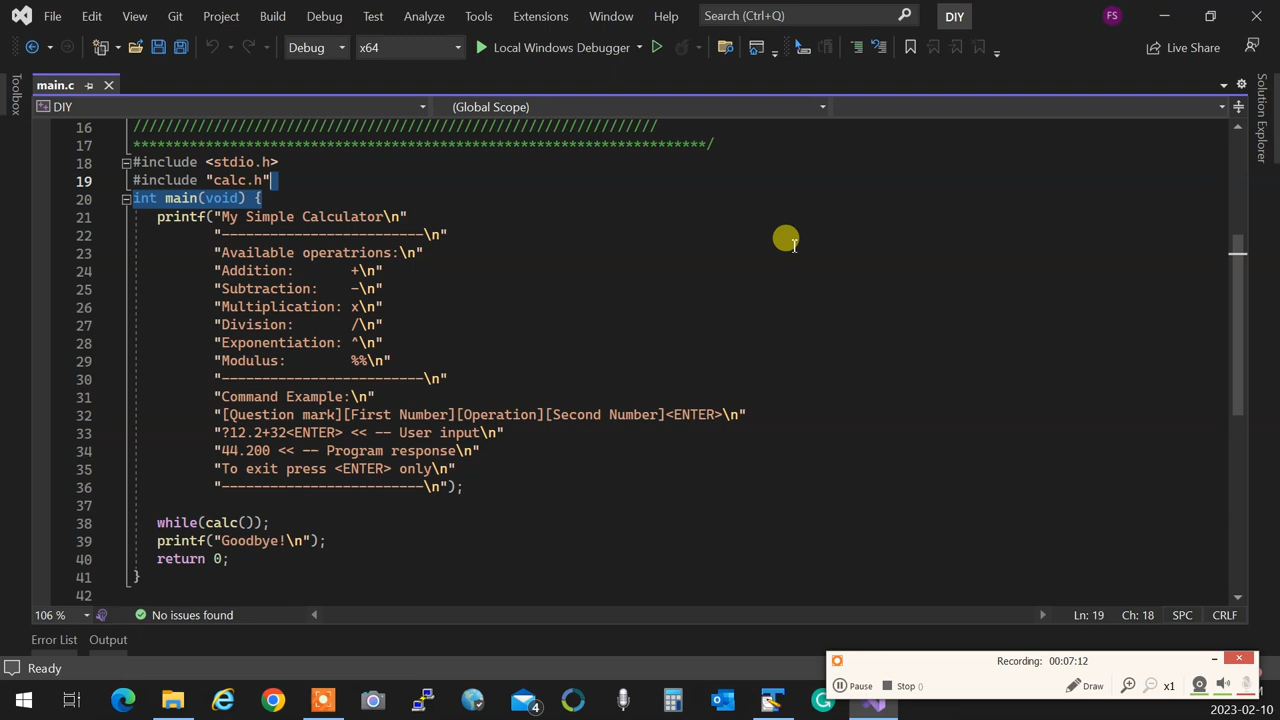 File Edit View Git Project Build Debug Test Analyze Tools Extensions Window Help Search (Ctrl+Q) DIY FS
Debug x64 Local Windows Debugger Live Share
main.c
DIY (Global Scope)
Toolbox
Solution Explorer
16 //////////////////////////////////////////////////////////////////
17 ***********************************************************************/
18 #include <stdio.h>
19 #include "calc.h"
20 int main(void) {
21 printf("My Simple Calculator\n"
22 "-------------------------\n"
23 "Available operatrions:\n"
24 "Addition:       +\n"
25 "Subtraction:    -\n"
26 "Multiplication: x\n"
27 "Division:       /\n"
28 "Exponentiation: ^\n"
29 "Modulus:        %%\n"
30 "-------------------------\n"
31 "Command Example:\n"
32 "[Question mark][First Number][Operation][Second Number]<ENTER>\n"
33 "?12.2+32<ENTER> << -- User input\n"
34 "44.200 << -- Program response\n"
35 "To exit press <ENTER> only\n"
36 "-------------------------\n");
37
38 while(calc());
39 printf("Goodbye!\n");
40 return 0;
41 }
42
106 % No issues found Ln: 19 Ch: 18 SPC CRLF
Error List Output
Ready
Recording: 00:07:12
Pause Stop () Draw x1
4
2023-02-10